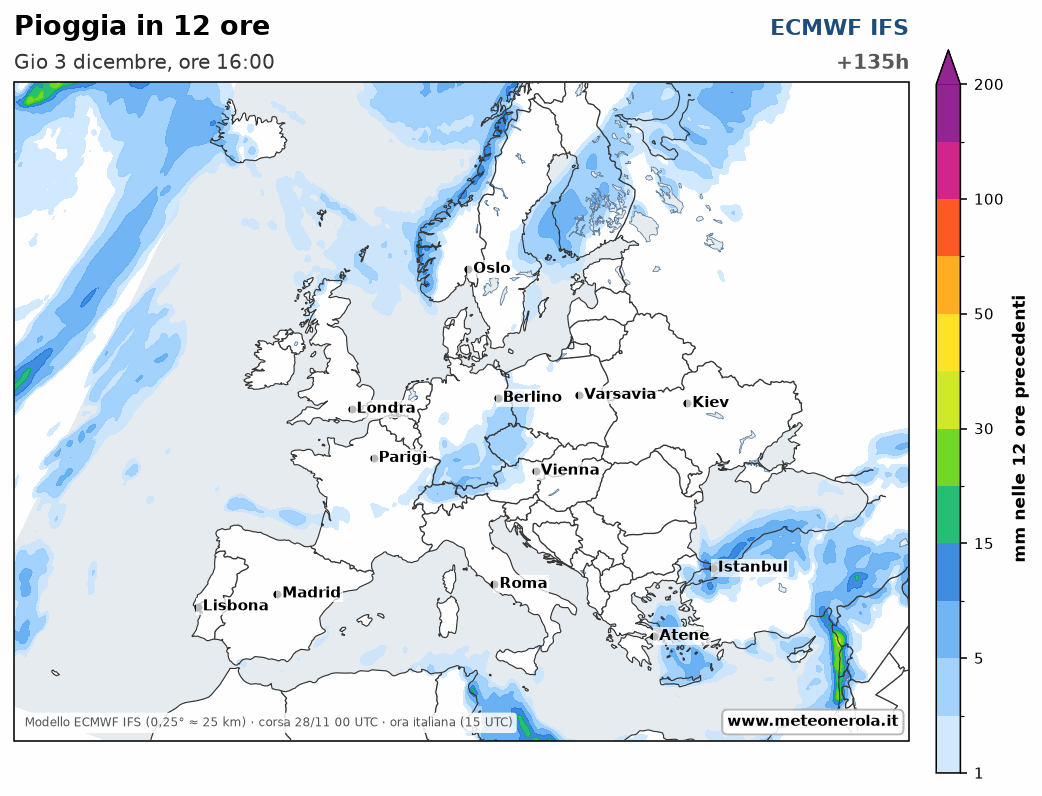 Pioggia in 12 ore
ECMWF IFS
Gio 3 dicembre, ore 16:00
+135h
200
100
50
30
15
5
1
mm nelle 12 ore precedenti
Oslo
Berlino
Varsavia
Kiev
Londra
Parigi
Vienna
Istanbul
Roma
Madrid
Lisbona
Atene
Modello ECMWF IFS (0,25° ≈ 25 km) · corsa 28/11 00 UTC · ora italiana (15 UTC)
www.meteonerola.it